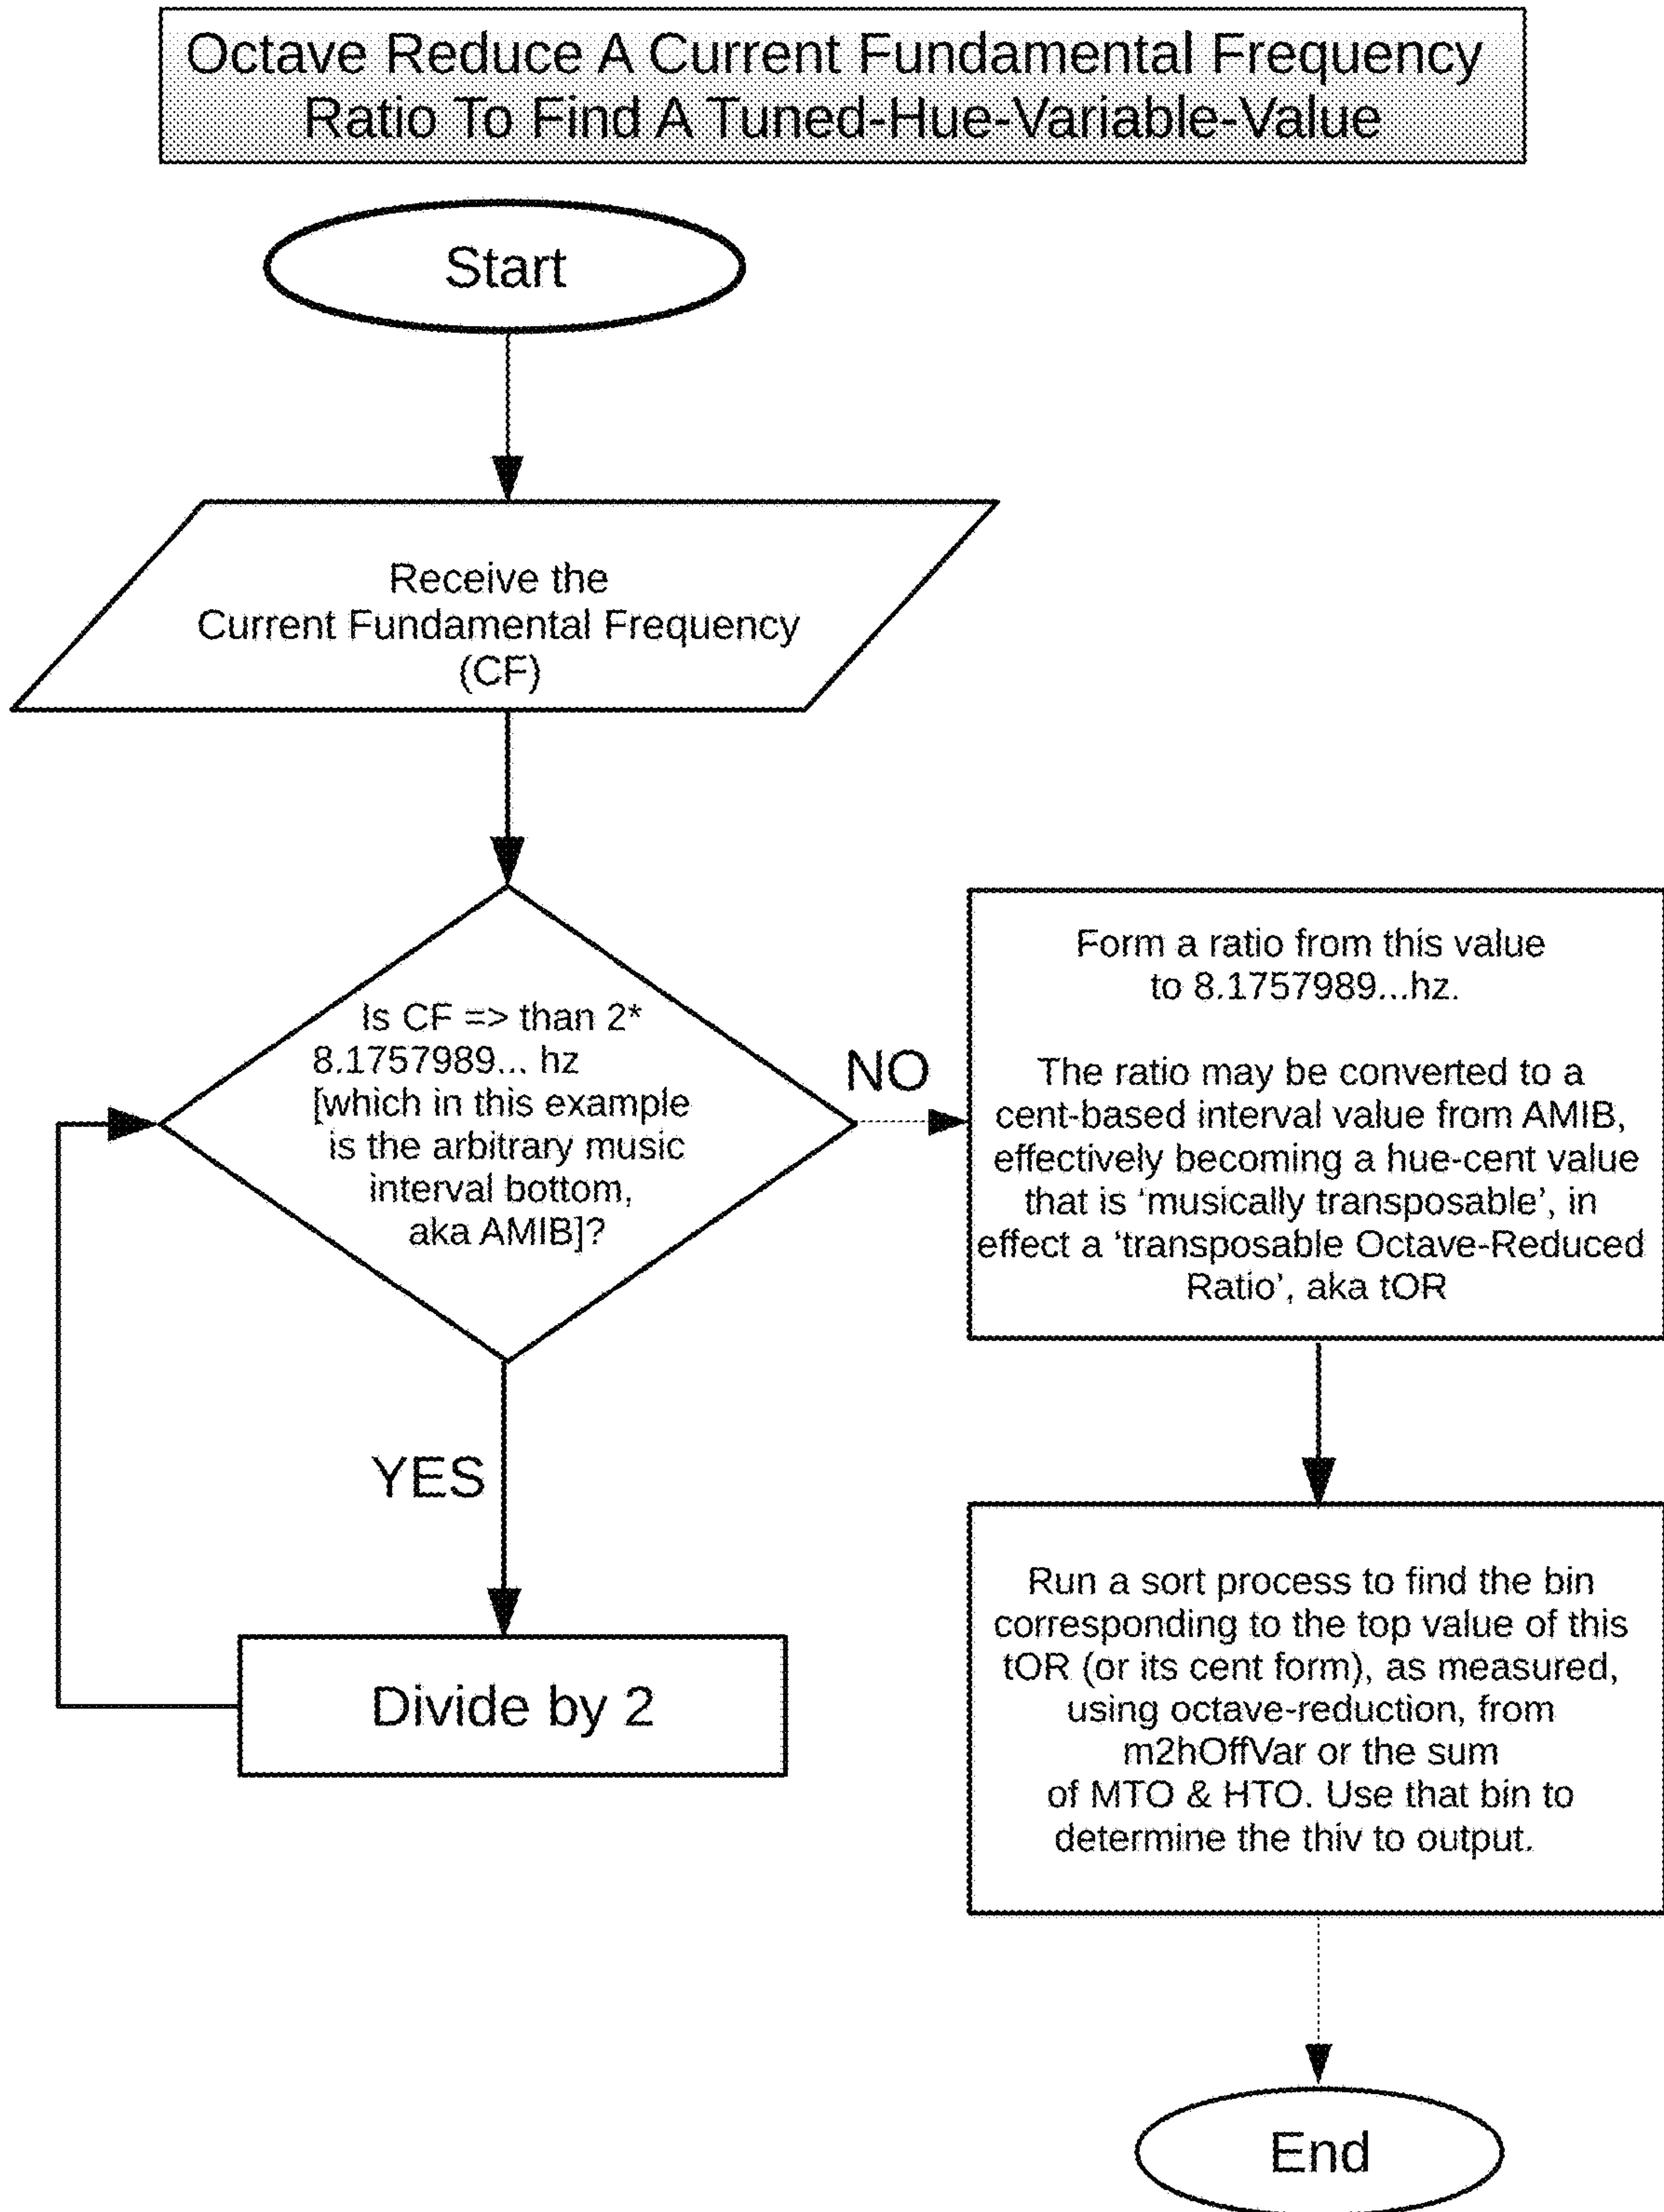 Octave Reduce A Current Fundamental Frequency
Ratio To Find A Tuned-Hue-Variable-Value
Start
Receive the
Current Fundamental Frequency
(CF)
Is CF => than 2*
8.1757989... hz
[which in this example
is the arbitrary music
interval bottom,
aka AMIB]?
NO
YES
Divide by 2
Form a ratio from this value
to 8.1757989...hz.
The ratio may be converted to a
cent-based interval value from AMIB,
effectively becoming a hue-cent value
that is ‘musically transposable’, in
effect a ‘transposable Octave-Reduced
Ratio’, aka tOR
Run a sort process to find the bin
corresponding to the top value of this
tOR (or its cent form), as measured,
using octave-reduction, from
m2hOffVar or the sum
of MTO & HTO. Use that bin to
determine the thiv to output.
End